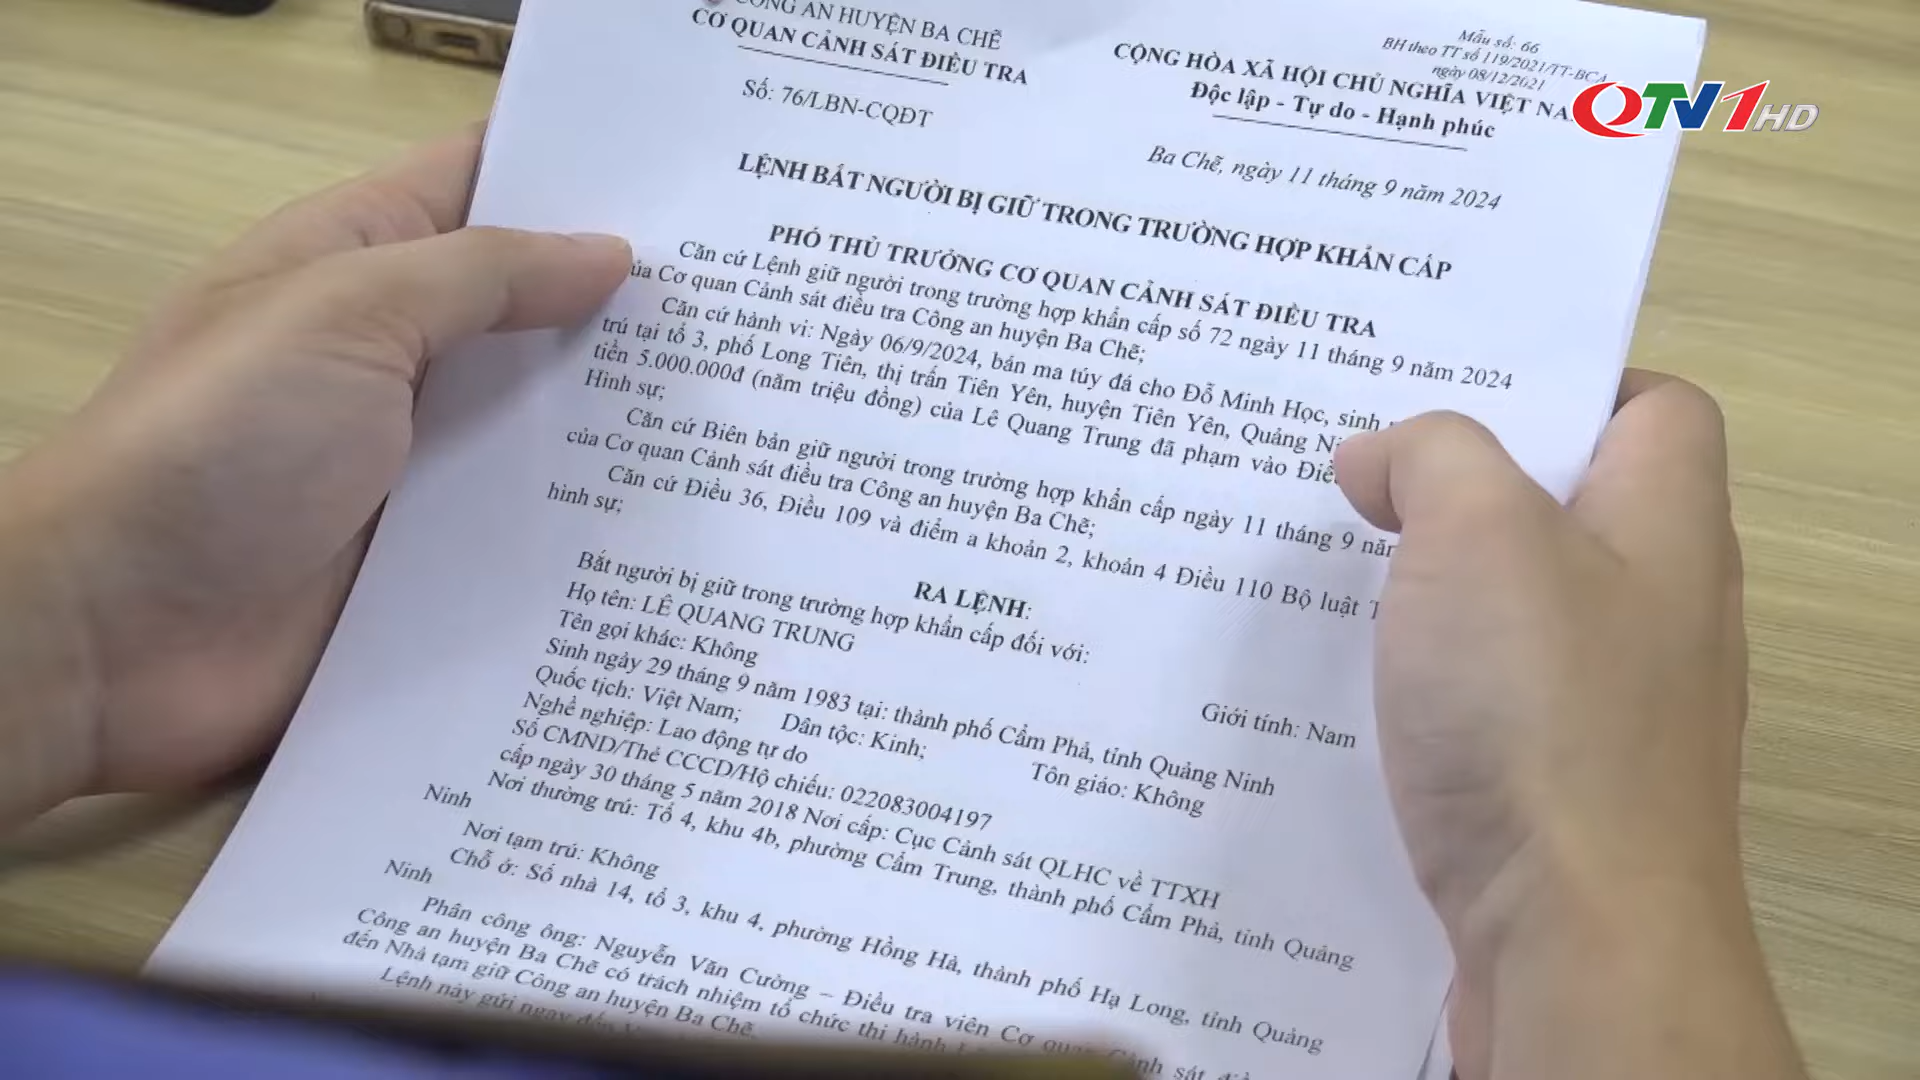 CÔNG AN HUYỆN BA CHẼ
CƠ QUAN CẢNH SÁT ĐIỀU TRA
Số: 76/LBN-CQĐT
Mẫu số: 66
BH theo TT số 119/2021/TT-BCA
ngày 08/12/2021
CỘNG HÒA XÃ HỘI CHỦ NGHĨA VIỆT
Độc lập - Tự do - Hạnh phúc
QTV1HD
Ba Chẽ, ngày 11 tháng 9 năm 2024
LỆNH BẮT NGƯỜI BỊ GIỮ TRONG TRƯỜNG HỢP KHẨN CẤP
PHÓ THỦ TRƯỞNG CƠ QUAN CẢNH SÁT ĐIỀU TRA
Căn cứ Lệnh giữ người trong trường hợp khẩn cấp số 72 ngày 11 tháng 9 năm 2024
của Cơ quan Cảnh sát điều tra Công an huyện Ba Chẽ;
Căn cứ hành vi: Ngày 06/9/2024, bán ma túy đá cho Đỗ Minh Học, sinh
trú tại tổ 3, phố Long Tiên, thị trấn Tiên Yên, huyện Tiên Yên, Quảng
tiền 5.000.000đ (năm triệu đồng) của Lê Quang Trung đã phạm vào
Hình sự;
Căn cứ Biên bản giữ người trong trường hợp khẩn cấp ngày 11 tháng 9
của Cơ quan Cảnh sát điều tra Công an huyện Ba Chẽ;
Căn cứ Điều 36, Điều 109 và điểm a khoản 2, khoản 4 Điều 110 Bộ luật
hình sự;
RA LỆNH:
Bắt người bị giữ trong trường hợp khẩn cấp đối với:
Họ tên: LÊ QUANG TRUNG Giới tính: Nam
Tên gọi khác: Không
Sinh ngày 29 tháng 9 năm 1983 tại: thành phố Cẩm Phả, tỉnh Quảng Ninh
Quốc tịch: Việt Nam; Dân tộc: Kinh; Tôn giáo: Không
Nghề nghiệp: Lao động tự do
Số CMND/Thẻ CCCD/Hộ chiếu: 022083004197
cấp ngày 30 tháng 5 năm 2018 Nơi cấp: Cục Cảnh sát QLHC về TTXH
Nơi thường trú: Tổ 4, khu 4b, phường Cẩm Trung, thành phố Cẩm Phả, tỉnh Quảng
Ninh
Nơi tạm trú: Không
Chỗ ở: Số nhà 14, tổ 3, khu 4, phường Hồng Hà, thành phố Hạ Long, tỉnh Quảng
Ninh
Phân công ông: Nguyễn Văn Cường – Điều tra viên Cơ quan Cảnh sát
Công an huyện Ba Chẽ có trách nhiệm tổ chức thi hành
đến Nhà tạm giữ Công an huyện Ba Chẽ.
Lệnh này gửi ngay đến